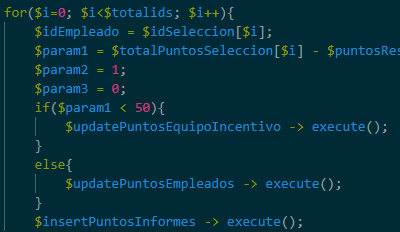 for($i=0; $i<$totalids; $i++){
$idEmpleado = $idSeleccion[$i];
$param1 = $totalPuntosSeleccion[$i] - $puntosRes
$param2 = 1;
$param3 = 0;
if($param1 < 50){
$updatePuntosEquipoIncentivo -> execute();
}
else{
$updatePuntosEmpleados -> execute();
}
$insertPuntosInformes -> execute();